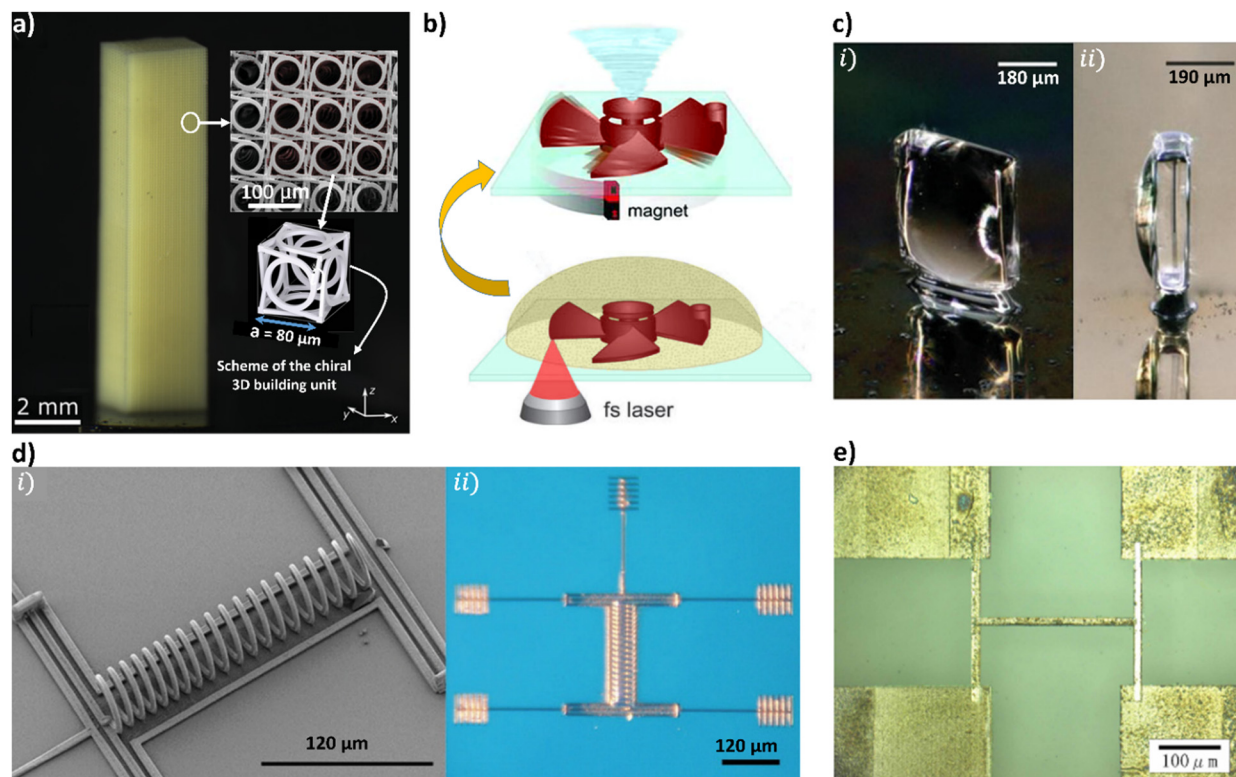 a)
100 µm
a = 80 µm
Scheme of the chiral
3D building unit
2 mm
z
y
x
b)
magnet
fs laser
c)
i)
180 µm
ii)
190 µm
d)
i)
120 µm
ii)
120 µm
e)
100 µm